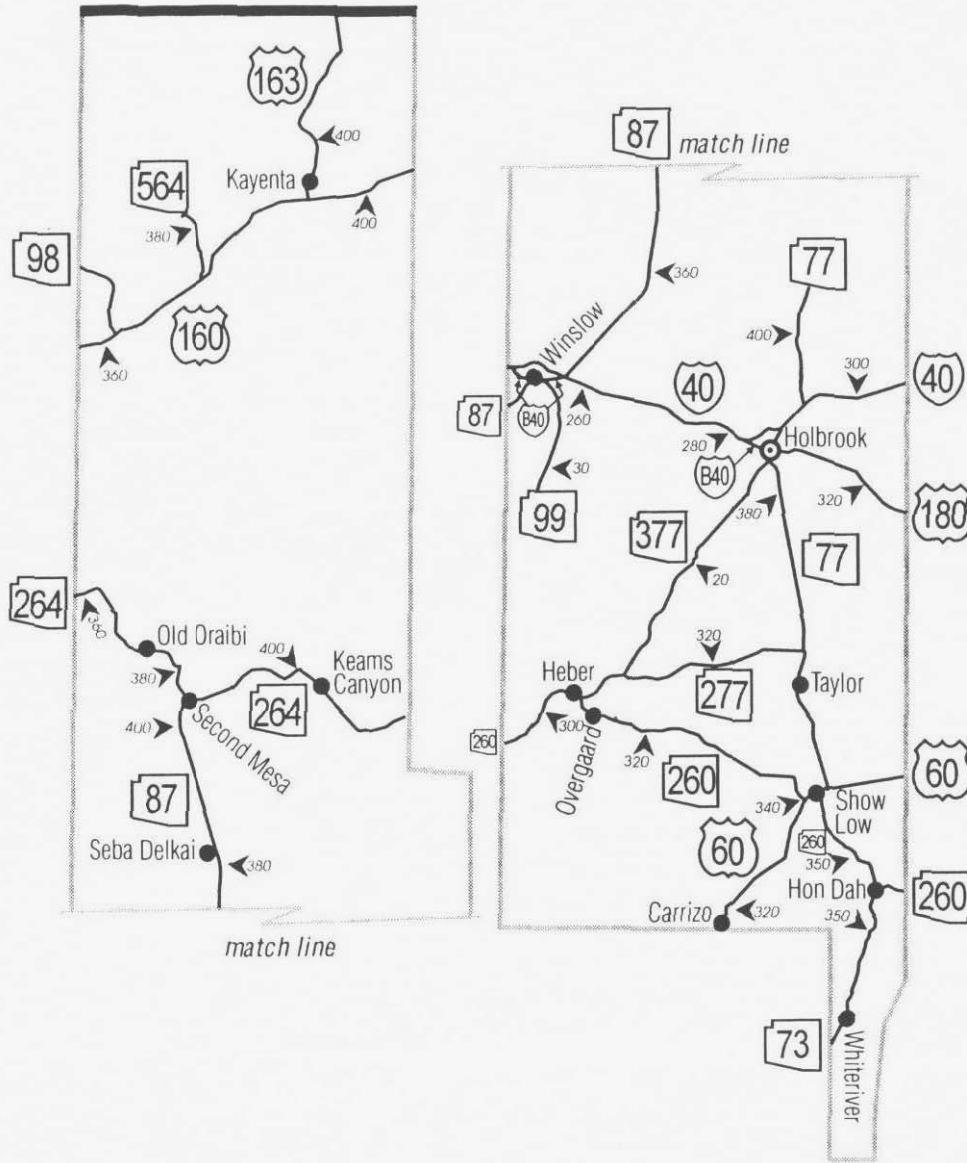 163
400
Kayenta
564
380
400
98
160
360
264
360
Old Oraibi
380
400
Keams
Canyon
264
Second Mesa
400
87
Seba Delkai
380
match line
87
match line
360
77
400
300
40
Winslow
40
87
B40
260
280
Holbrook
B40
30
99
380
320
180
377
77
20
320
277
Heber
Taylor
260
300
Overgaard
320
260
340
60
Show
Low
60
260
350
Hon Dah
260
Carrizo
320
350
73
Whiteriver